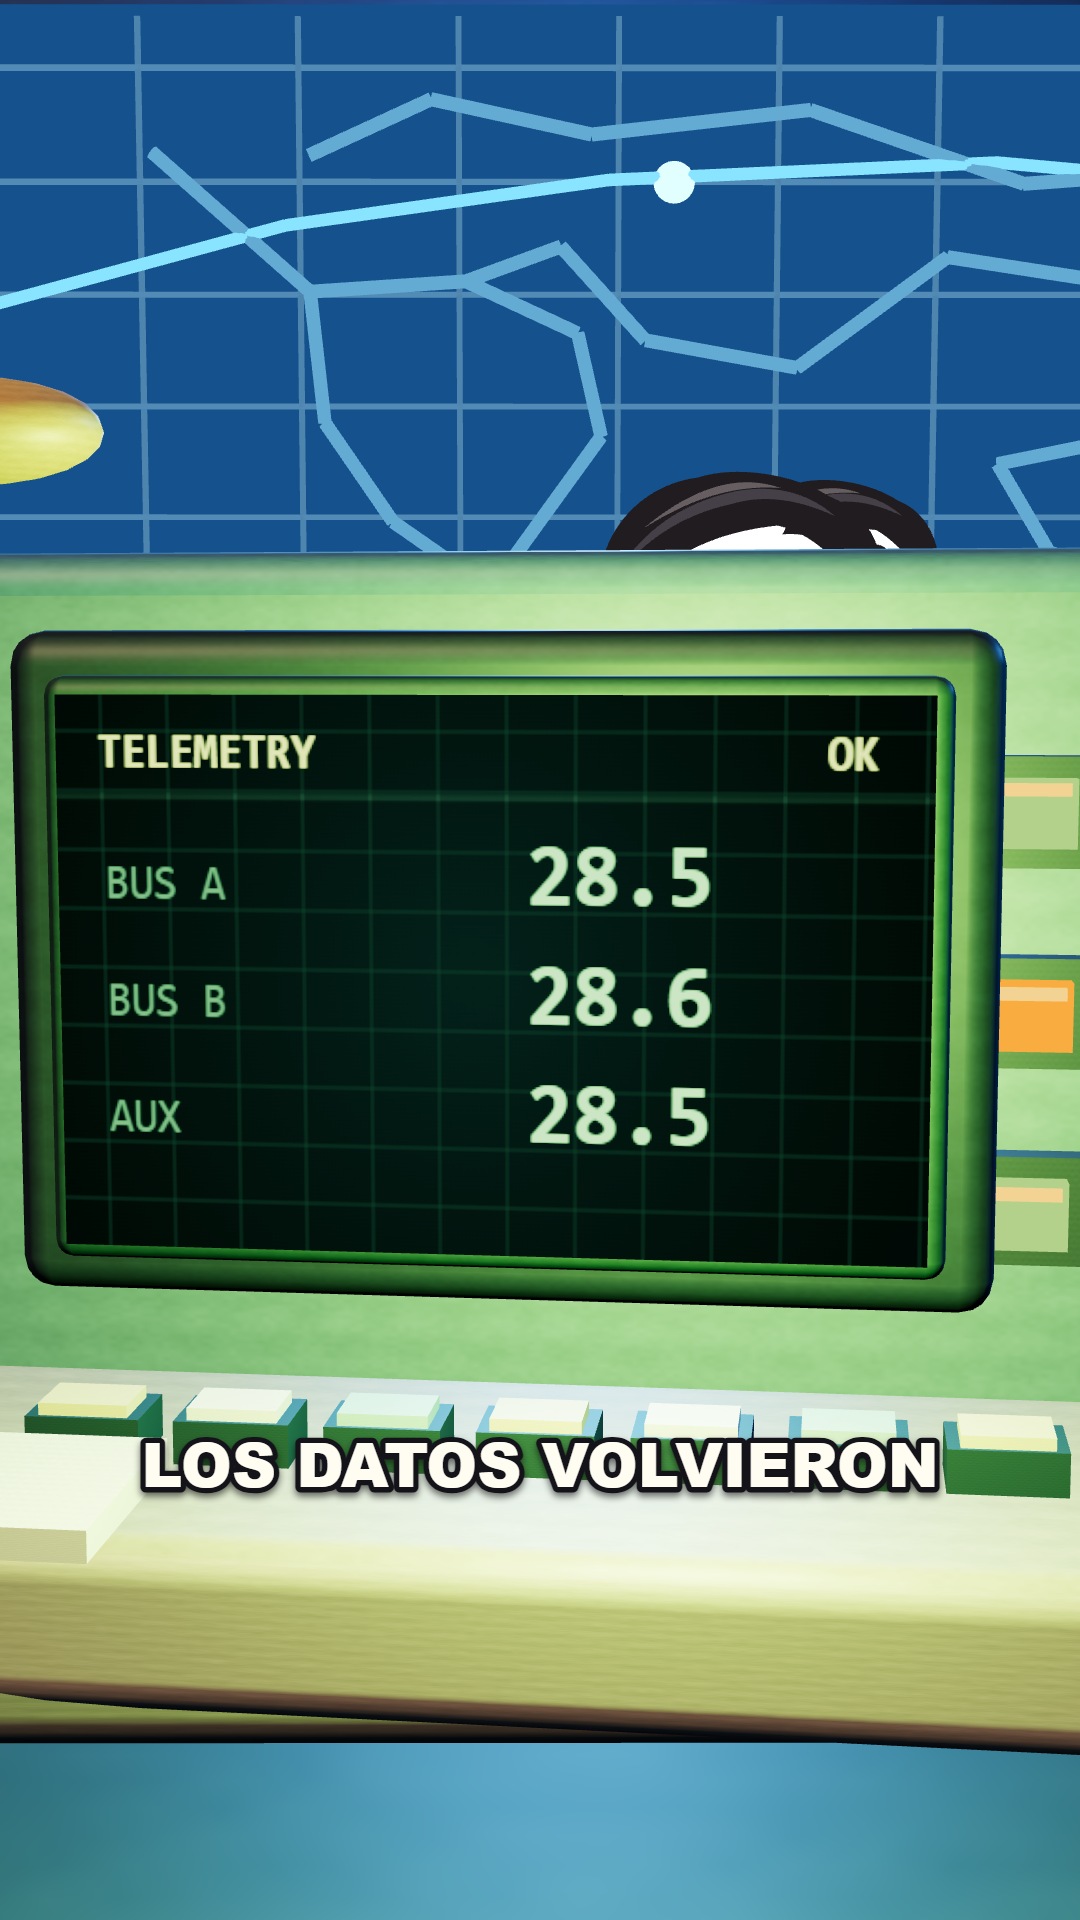 TELEMETRY OK
BUS A 28.5
BUS B 28.6
AUX 28.5
LOS DATOS VOLVIERON